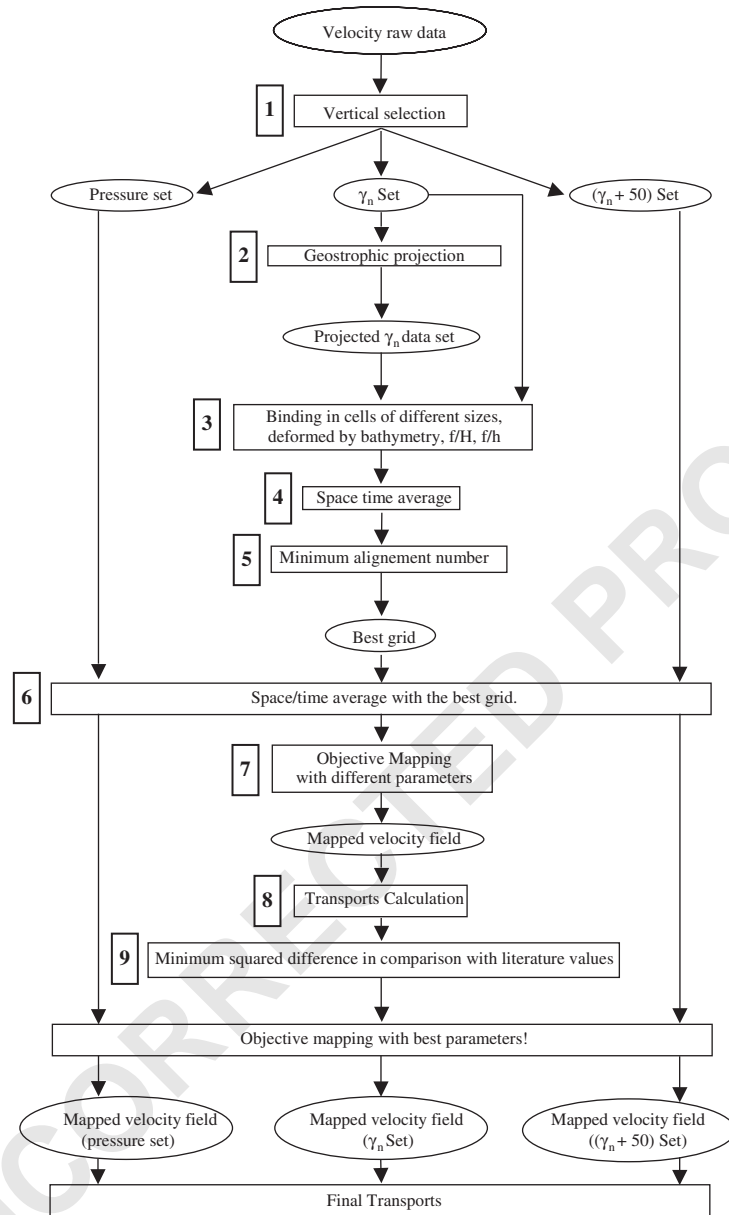 Velocity raw data
1
Vertical selection
Pressure set
γn Set
(γn + 50) Set
2
Geostrophic projection
Projected γn data set
3
Binding in cells of different sizes,
deformed by bathymetry, f/H, f/h
4
Space time average
5
Minimum alignement number
Best grid
6
Space/time average with the best grid.
7
Objective Mapping
with different parameters
Mapped velocity field
8
Transports Calculation
9
Minimum squared difference in comparison with literature values
Objective mapping with best parameters!
Mapped velocity field
(pressure set)
Mapped velocity field
(γn Set)
Mapped velocity field
((γn + 50) Set)
Final Transports
CORRECTED PRO